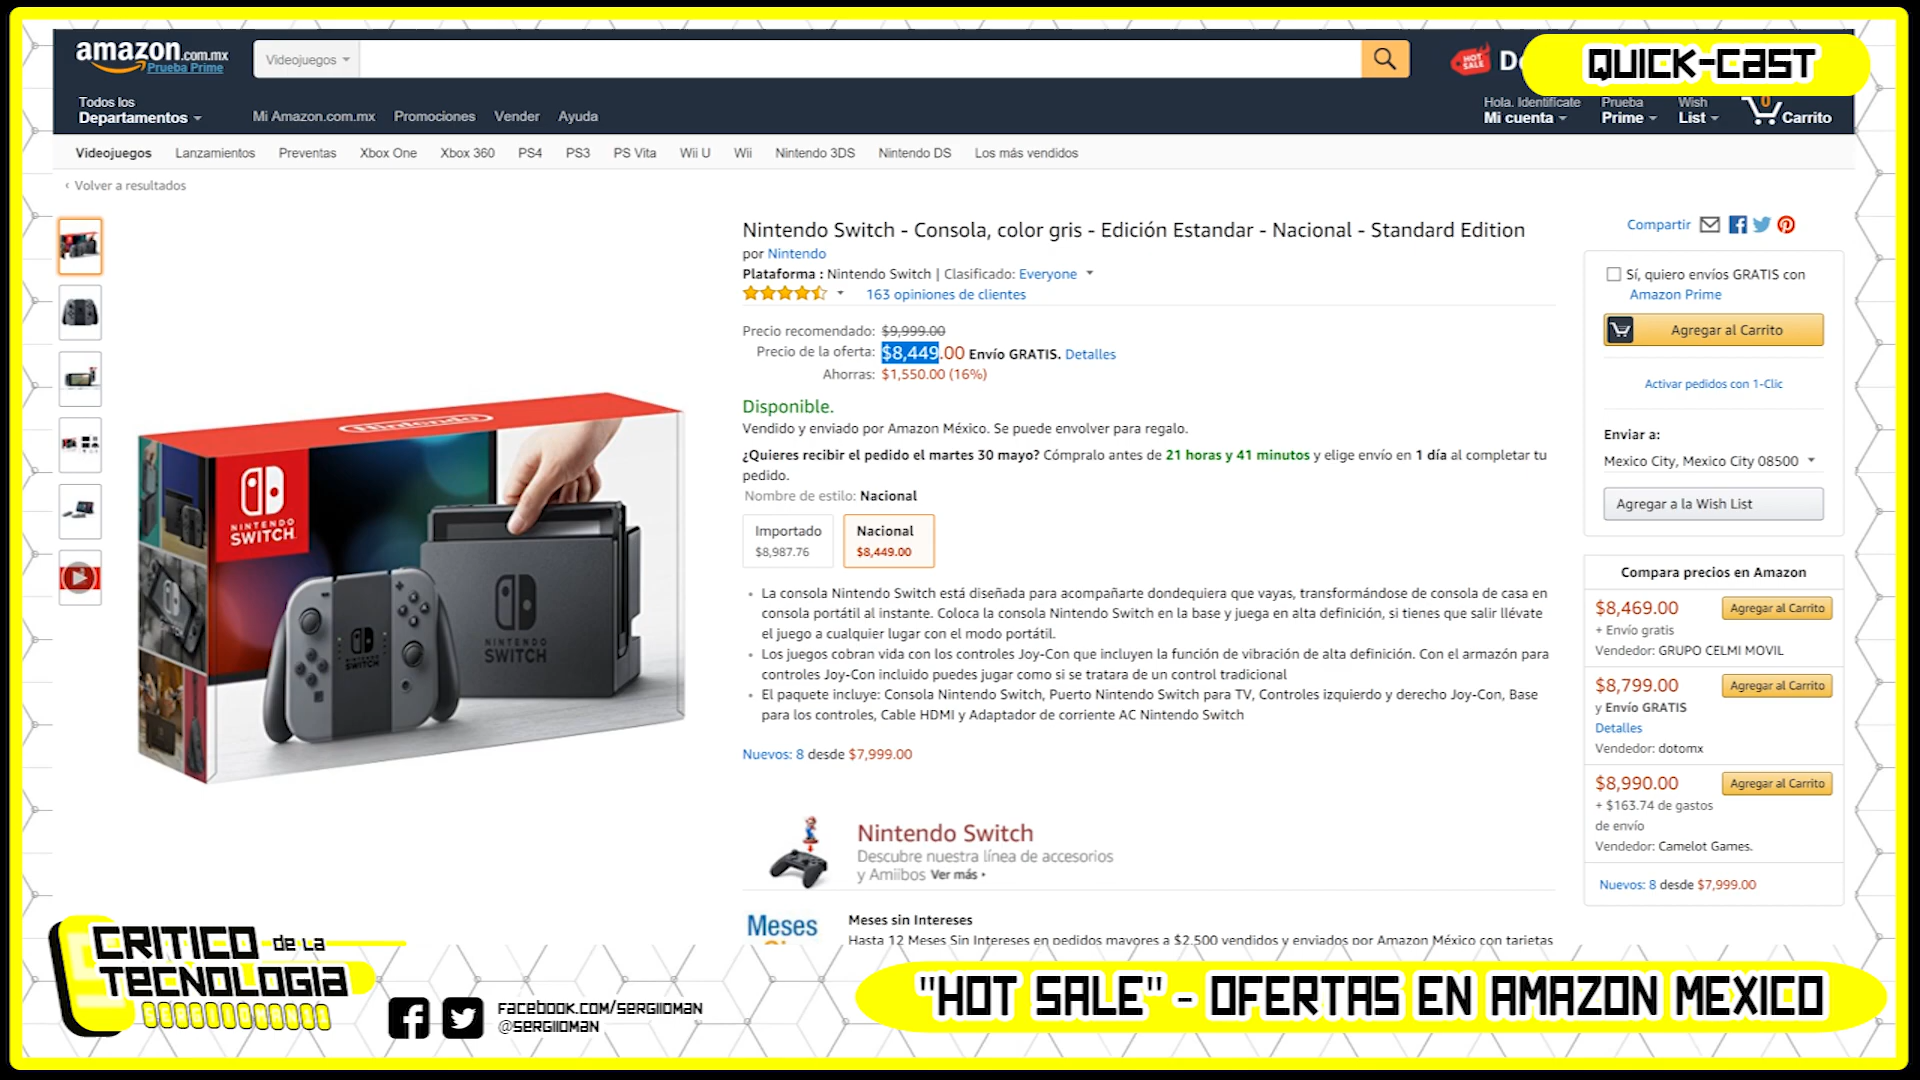 amazon.com.mx
Prueba Prime
Videojuegos
HOT SALE
QUICK-CAST
Todos los
Departamentos
Mi Amazon.com.mx Promociones Vender Ayuda
Hola. Identifícate
Mi cuenta
Prueba
Prime
Wish
List
0
Carrito
Videojuegos Lanzamientos Preventas Xbox One Xbox 360 PS4 PS3 PS Vita Wii U Wii Nintendo 3DS Nintendo DS Los más vendidos
‹ Volver a resultados
Nintendo
NINTENDO
SWITCH
NINTENDO
SWITCH
NINTENDO
SWITCH
Nintendo Switch - Consola, color gris - Edición Estandar - Nacional - Standard Edition
por Nintendo
Plataforma : Nintendo Switch | Clasificado: Everyone
163 opiniones de clientes
Precio recomendado: $9,999.00
Precio de la oferta: $8,449.00 Envío GRATIS. Detalles
Ahorras: $1,550.00 (16%)
Disponible.
Vendido y enviado por Amazon México. Se puede envolver para regalo.
¿Quieres recibir el pedido el martes 30 mayo? Cómpralo antes de 21 horas y 41 minutos y elige envío en 1 día al completar tu
pedido.
Nombre de estilo: Nacional
Importado
$8,987.76
Nacional
$8,449.00
• La consola Nintendo Switch está diseñada para acompañarte dondequiera que vayas, transformándose de consola de casa en
consola portátil al instante. Coloca la consola Nintendo Switch en la base y juega en alta definición, si tienes que salir llévate
el juego a cualquier lugar con el modo portátil.
• Los juegos cobran vida con los controles Joy-Con que incluyen la función de vibración de alta definición. Con el armazón para
controles Joy-Con incluido puedes jugar como si se tratara de un control tradicional
• El paquete incluye: Consola Nintendo Switch, Puerto Nintendo Switch para TV, Controles izquierdo y derecho Joy-Con, Base
para los controles, Cable HDMI y Adaptador de corriente AC Nintendo Switch
Nuevos: 8 desde $7,999.00
Nintendo Switch
Descubre nuestra línea de accesorios
y Amiibos Ver más
Meses
Meses sin Intereses
Hasta 12 Meses Sin Intereses en pedidos mayores a $2,500 vendidos y enviados por Amazon México con tarjetas
Compartir
Sí, quiero envíos GRATIS con
Amazon Prime
Agregar al Carrito
Activar pedidos con 1-Clic
Enviar a:
Mexico City, Mexico City 08500
Agregar a la Wish List
Compara precios en Amazon
$8,469.00 Agregar al Carrito
+ Envío gratis
Vendedor: GRUPO CELMI MOVIL
$8,799.00 Agregar al Carrito
y Envío GRATIS
Detalles
Vendedor: dotomx
$8,990.00 Agregar al Carrito
+ $163.74 de gastos
de envío
Vendedor: Camelot Games.
Nuevos: 8 desde $7,999.00
CRITICO de la
TECNOLOGIA
facebook.com/sergiioman
@sergiioman
"HOT SALE" - OFERTAS EN AMAZON MEXICO